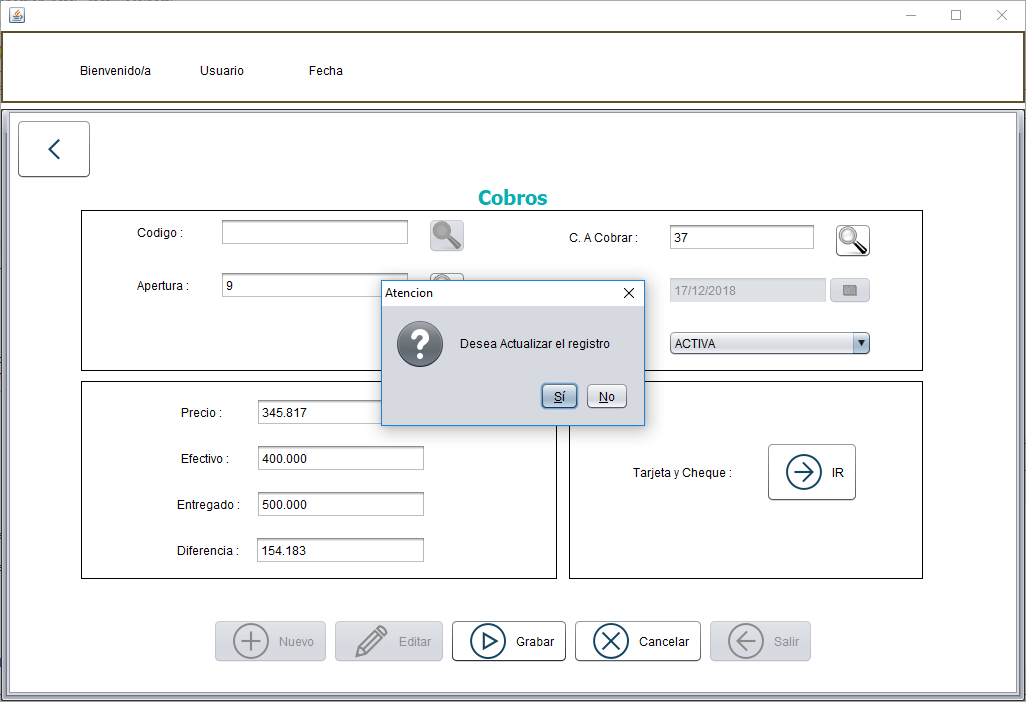 Bienvenido/a
Usuario
Fecha
Cobros
Codigo :
C. A Cobrar :
37
Apertura :
9
17/12/2018
ACTIVA
Atencion
Desea Actualizar el registro
Sí
No
Precio :
345.817
Efectivo :
400.000
Entregado :
500.000
Diferencia :
154.183
Tarjeta y Cheque :
IR
Nuevo
Editar
Grabar
Cancelar
Salir